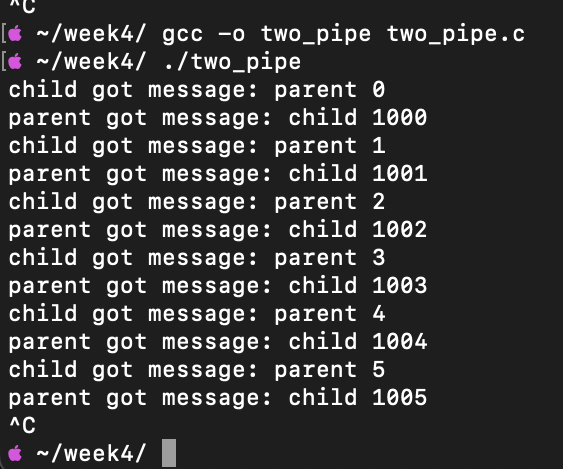 ^C
[ ~/week4/ gcc -o two_pipe two_pipe.c
[ ~/week4/ ./two_pipe
child got message: parent 0
parent got message: child 1000
child got message: parent 1
parent got message: child 1001
child got message: parent 2
parent got message: child 1002
child got message: parent 3
parent got message: child 1003
child got message: parent 4
parent got message: child 1004
child got message: parent 5
parent got message: child 1005
^C
~/week4/